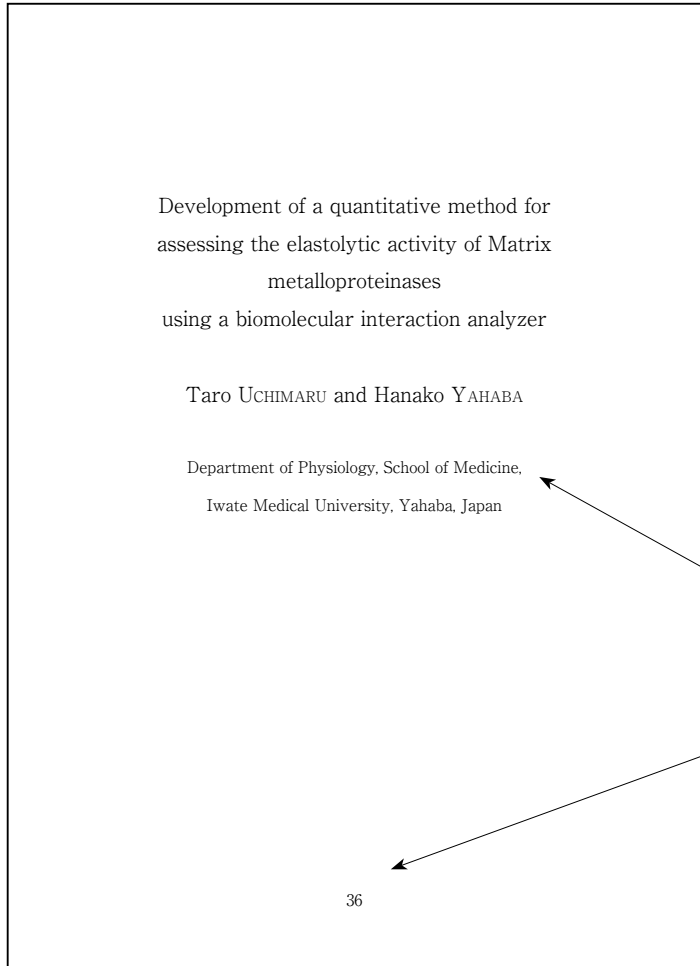 Development of a quantitative method for
assessing the elastolytic activity of Matrix
metalloproteinases
using a biomolecular interaction analyzer
Taro UCHIMARU and Hanako YAHABA
Department of Physiology, School of Medicine,
Iwate Medical University, Yahaba, Japan
36